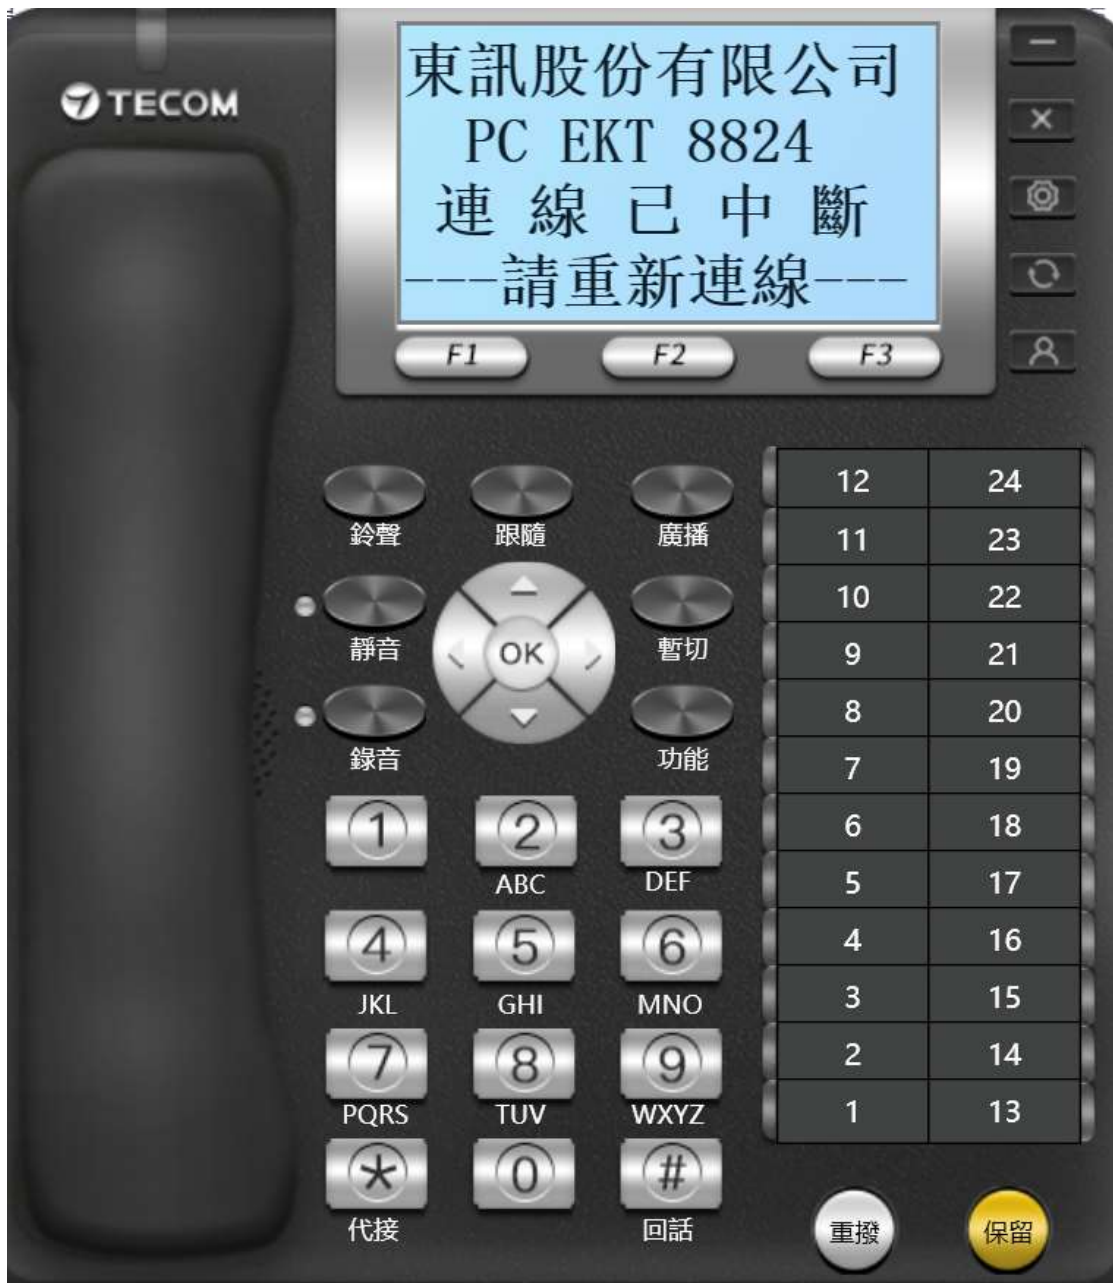 TECOM
東訊股份有限公司
PC EKT 8824
連線已中斷
---請重新連線---
F1 F2 F3
鈴聲 跟隨 廣播
靜音 OK 暫切
錄音 功能
1 2 3
ABC DEF
4 5 6
JKL GHI MNO
7 8 9
PQRS TUV WXYZ
* 0 #
代接 回話
12 24
11 23
10 22
9 21
8 20
7 19
6 18
5 17
4 16
3 15
2 14
1 13
重撥 保留